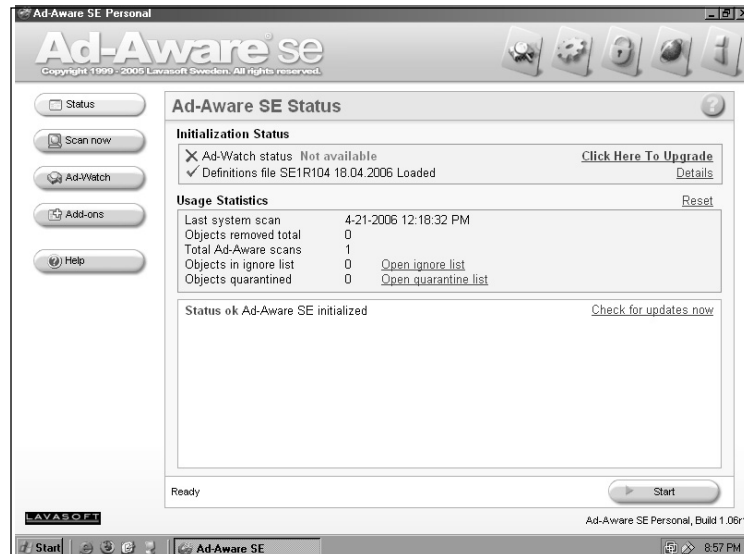 Ad-Aware SE Personal
Ad-Aware SE
Copyright 1999 - 2005 Lavasoft Sweden. All rights reserved.
Status
Scan now
Ad-Watch
Add-ons
Help
Ad-Aware SE Status
Initialization Status
Ad-Watch status Not available Click Here To Upgrade
Definitions file SE1R104 18.04.2006 Loaded Details
Usage Statistics Reset
Last system scan 4-21-2006 12:18:32 PM
Objects removed total 0
Total Ad-Aware scans 1
Objects in ignore list 0 Open ignore list
Objects quarantined 0 Open quarantine list
Status ok Ad-Aware SE initialized Check for updates now
Ready Start
LAVASOFT
Ad-Aware SE Personal, Build 1.06r
Start Ad-Aware SE 8:57 PM